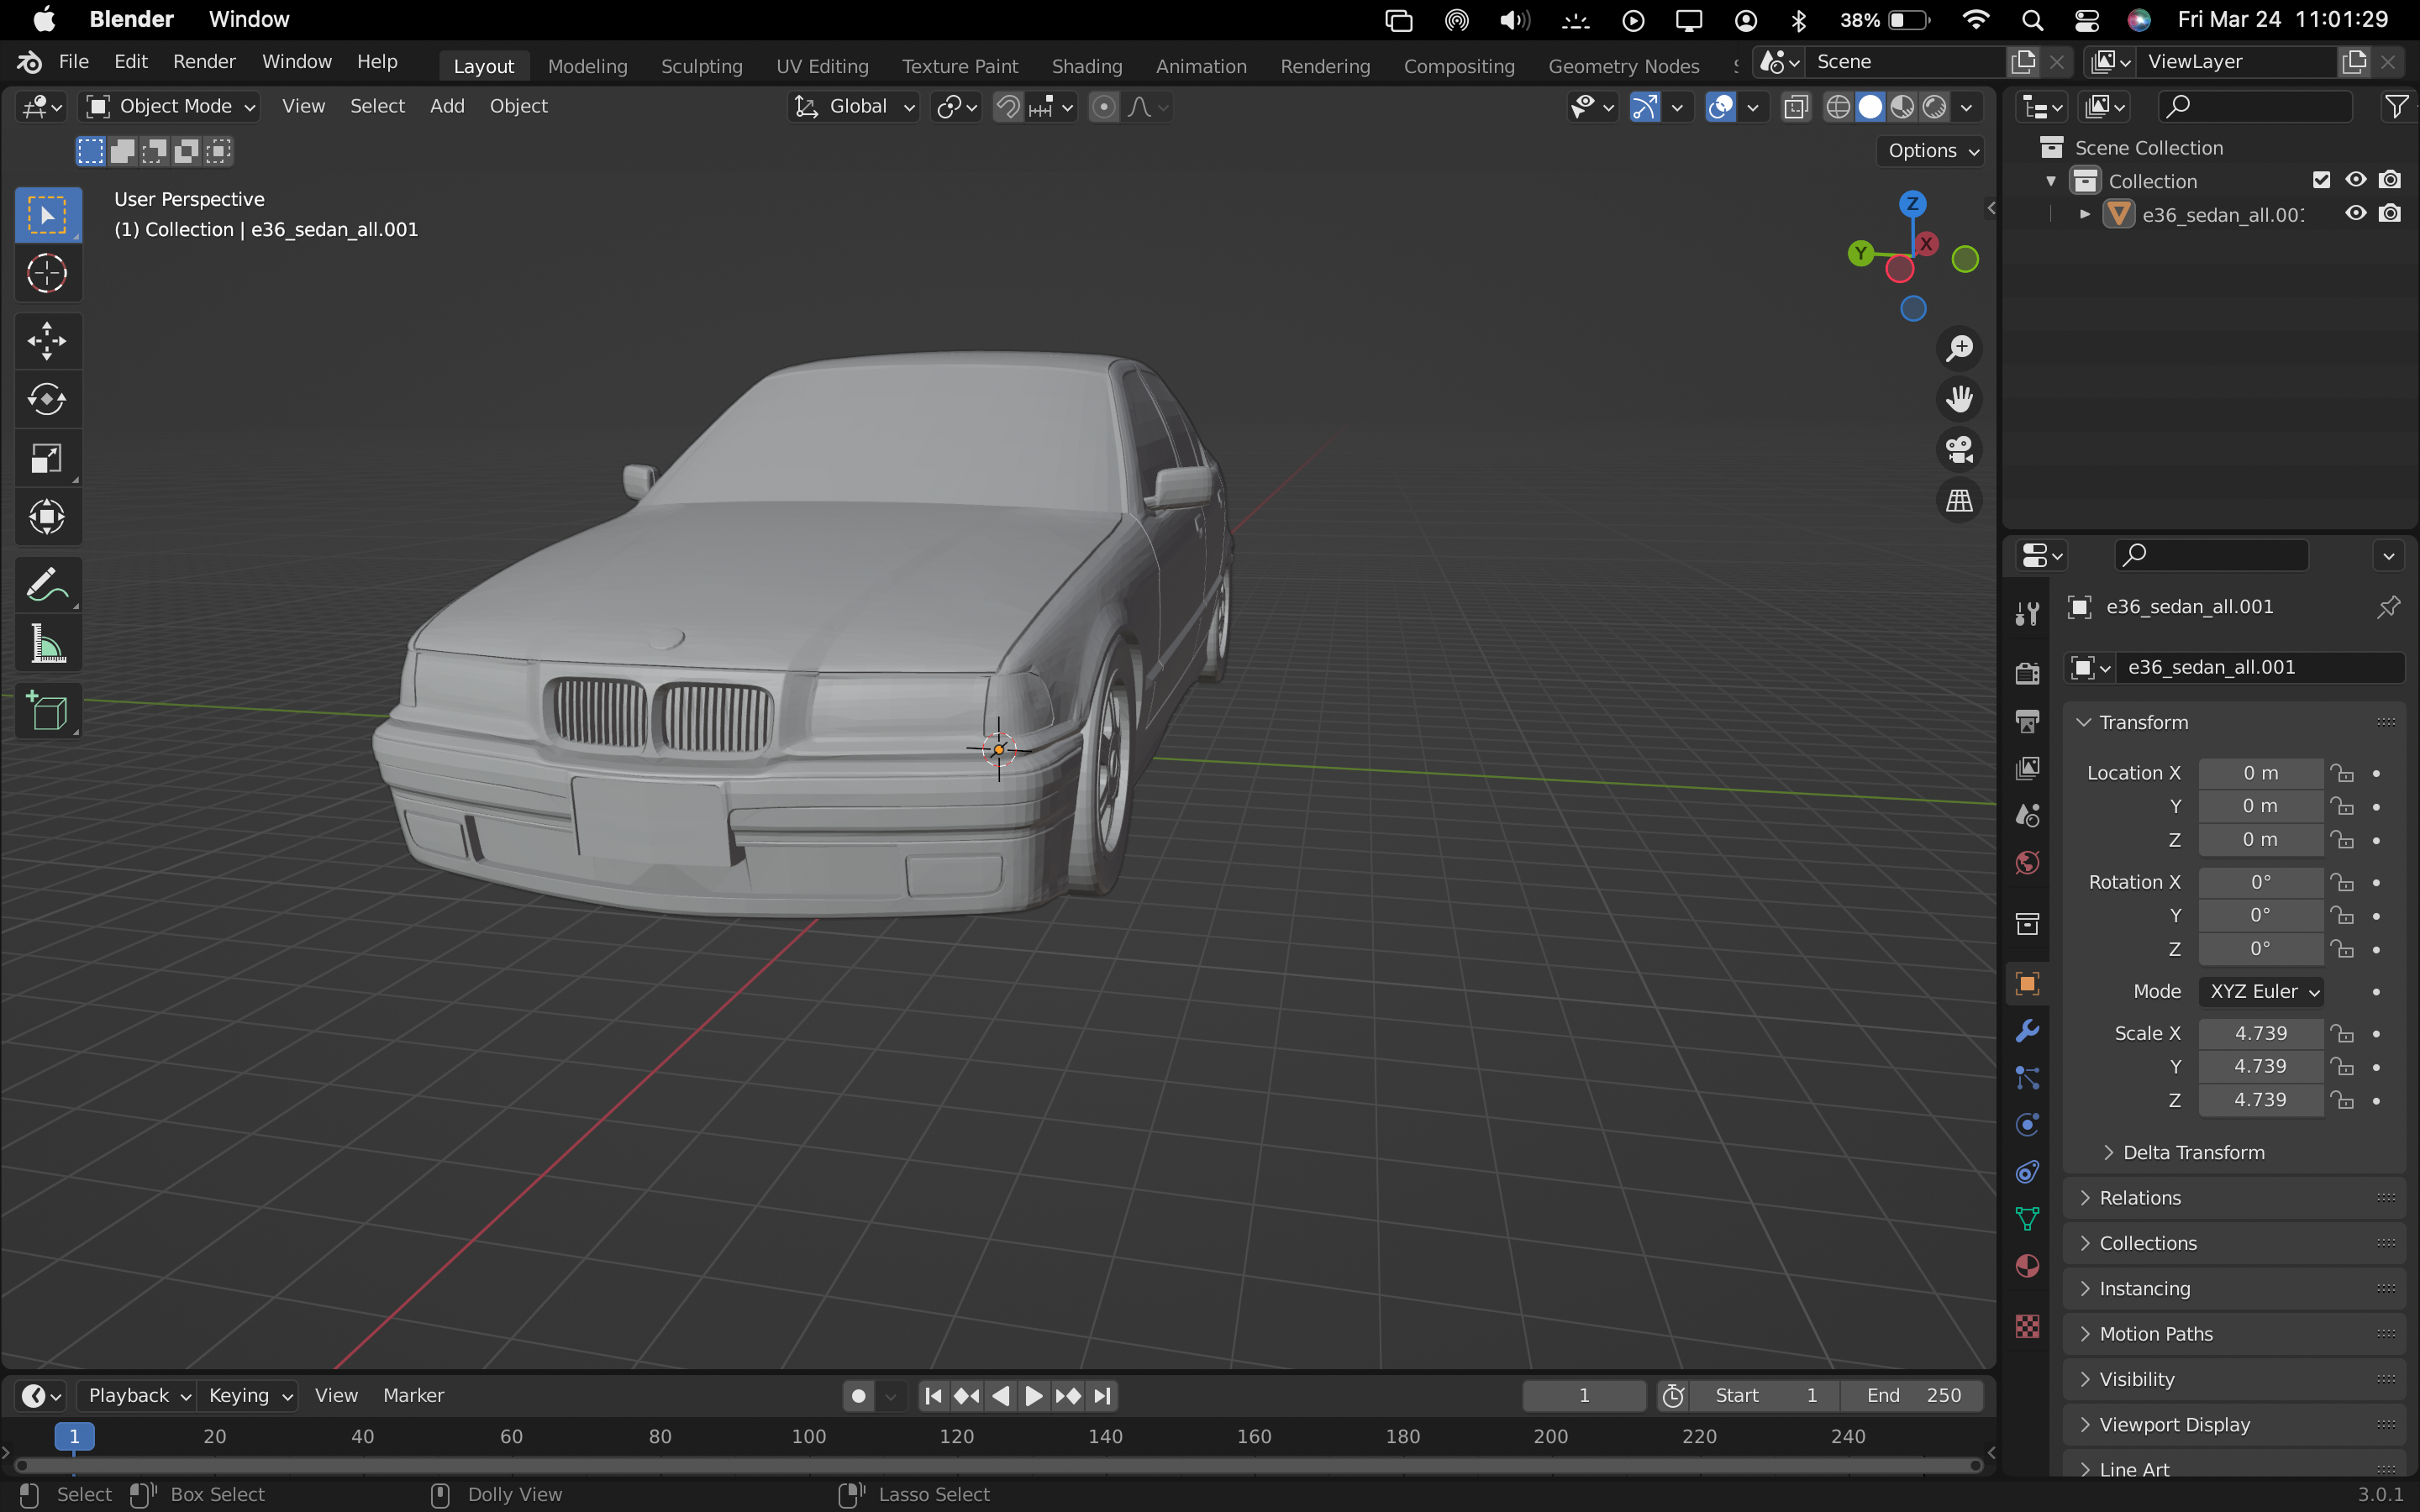 Blender Window 38% Fri Mar 24 11:01:29
File Edit Render Window Help Layout Modeling Sculpting UV Editing Texture Paint Shading Animation Rendering Compositing Geometry Nodes Scene ViewLayer
Object Mode View Select Add Object Global
Options
User Perspective
(1) Collection | e36_sedan_all.001
Z
Y X
Scene Collection
Collection
e36_sedan_all.00
e36_sedan_all.001
e36_sedan_all.001
Transform
Location X 0 m
Y 0 m
Z 0 m
Rotation X 0°
Y 0°
Z 0°
Mode XYZ Euler
Scale X 4.739
Y 4.739
Z 4.739
Delta Transform
Relations
Collections
Instancing
Motion Paths
Visibility
Viewport Display
Line Art
Playback Keying View Marker 1 Start 1 End 250
1 20 40 60 80 100 120 140 160 180 200 220 240
Select Box Select Dolly View Lasso Select 3.0.1